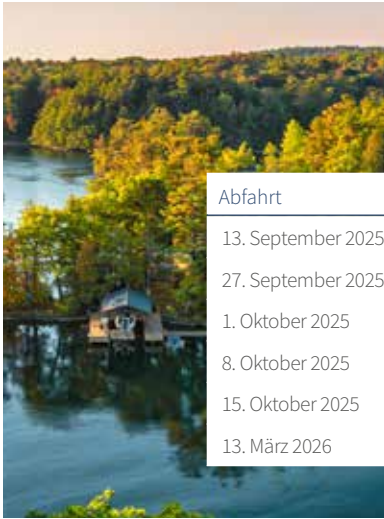 Abfahrt
13. September 2025
27. September 2025
1. Oktober 2025
8. Oktober 2025
15. Oktober 2025
13. März 2026